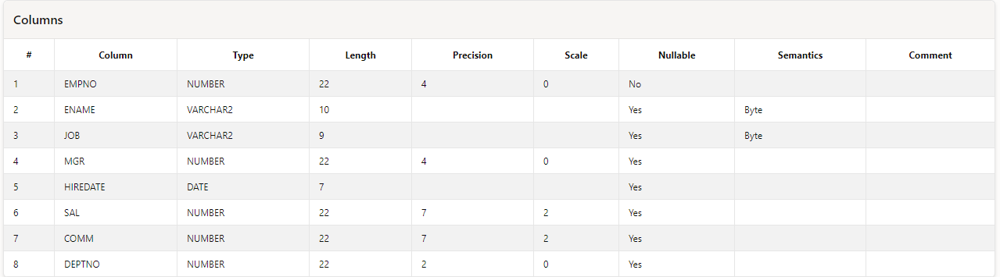 Columns
# Column Type Length Precision Scale Nullable Semantics Comment
1 EMPNO NUMBER 22 4 0 No
2 ENAME VARCHAR2 10 Yes Byte
3 JOB VARCHAR2 9 Yes Byte
4 MGR NUMBER 22 4 0 Yes
5 HIREDATE DATE 7 Yes
6 SAL NUMBER 22 7 2 Yes
7 COMM NUMBER 22 7 2 Yes
8 DEPTNO NUMBER 22 2 0 Yes